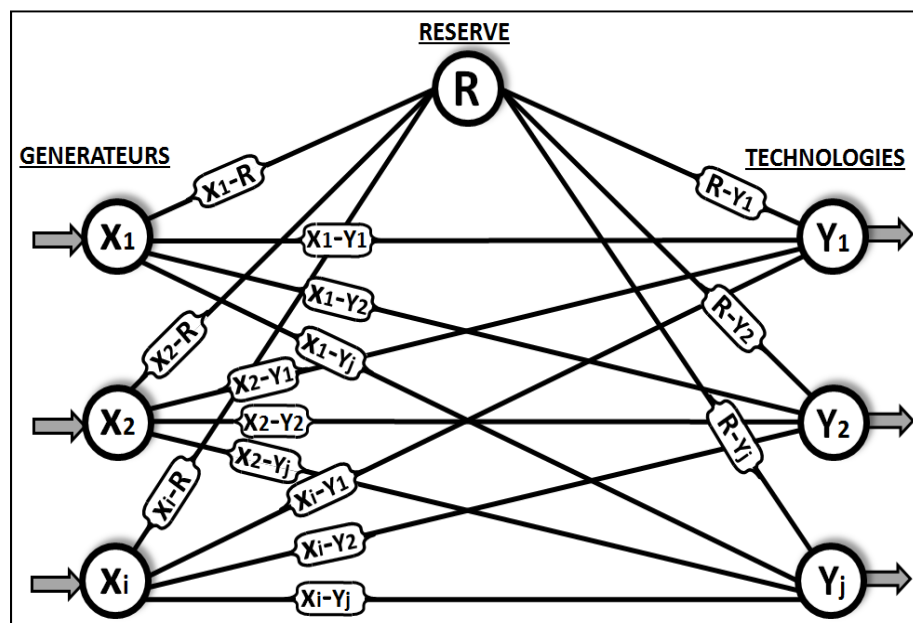 RESERVE
R
GENERATEURS
TECHNOLOGIES
X1-R
R-Y1
X1
X1-Y1
Y1
X1-Y2
R-Y2
X2-R
X1-Yj
X2-Y1
X2
X2-Y2
Y2
R-Yj
X2-Yj
Xi-R
Xi-Y1
Xi-Y2
Xi
Yj
Xi-Yj